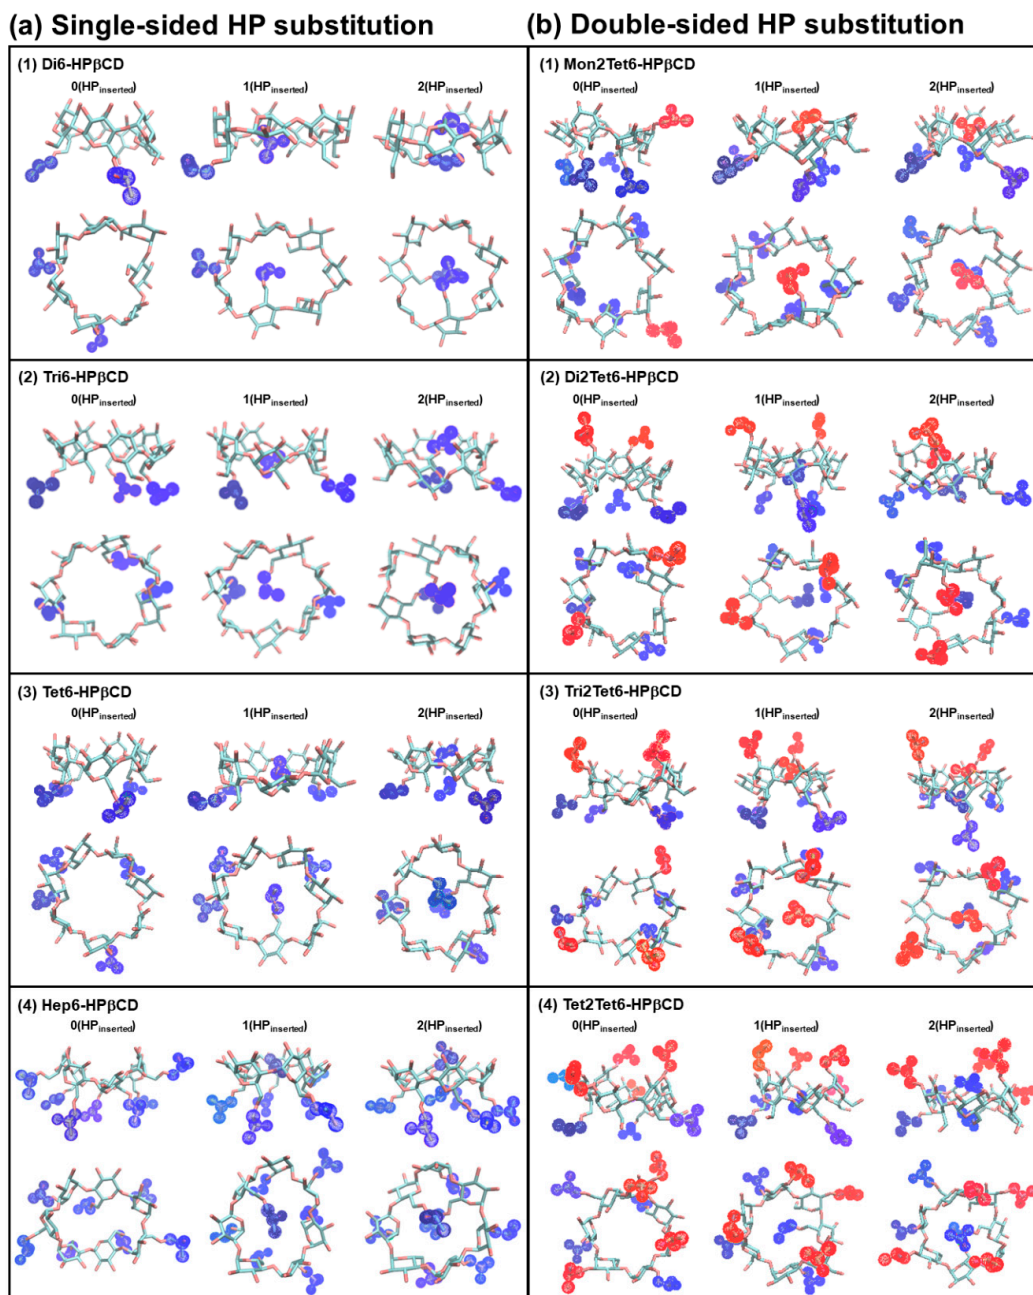 (a) Single-sided HP substitution
(1) Di6-HPβCD
0(HPinserted) 1(HPinserted) 2(HPinserted)
(2) Tri6-HPβCD
0(HPinserted) 1(HPinserted) 2(HPinserted)
(3) Tet6-HPβCD
0(HPinserted) 1(HPinserted) 2(HPinserted)
(4) Hep6-HPβCD
0(HPinserted) 1(HPinserted) 2(HPinserted)
(b) Double-sided HP substitution
(1) Mon2Tet6-HPβCD
0(HPinserted) 1(HPinserted) 2(HPinserted)
(2) Di2Tet6-HPβCD
0(HPinserted) 1(HPinserted) 2(HPinserted)
(3) Tri2Tet6-HPβCD
0(HPinserted) 1(HPinserted) 2(HPinserted)
(4) Tet2Tet6-HPβCD
0(HPinserted) 1(HPinserted) 2(HPinserted)